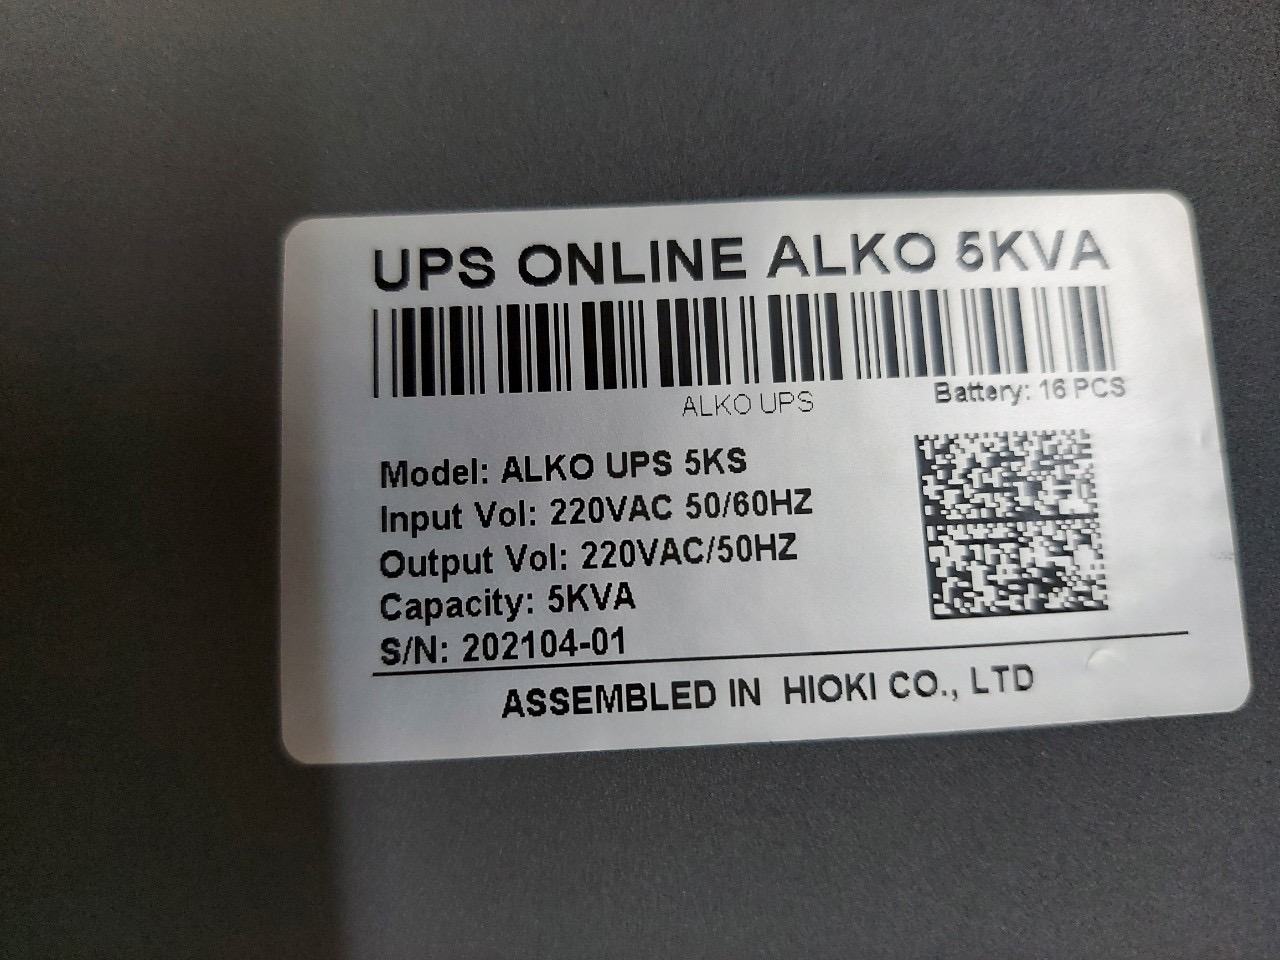 UPS ONLINE ALKO 5KVA
ALKO UPS
Battery: 16 PCS
Model: ALKO UPS 5KS
Input Vol: 220VAC 50/60HZ
Output Vol: 220VAC/50HZ
Capacity: 5KVA
S/N: 202104-01
ASSEMBLED IN HIOKI CO., LTD